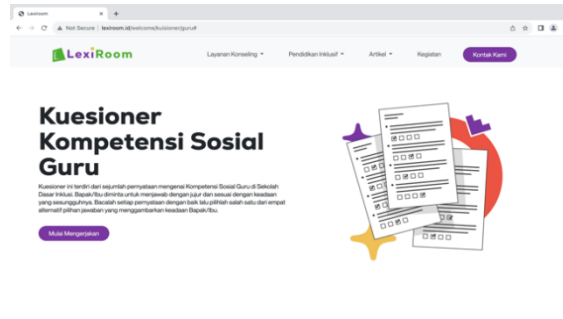 Lexiroom
Not Secure | lexiroom.id/welcome/kuisioner/guru#
LexiRoom
Layanan Konseling
Pendidikan Inklusif
Artikel
Kegiatan
Kontak Kami
Kuesioner
Kompetensi Sosial
Guru
Kuesioner ini terdiri dari sejumlah pernyataan mengenai Kompetensi Sosial Guru di Sekolah
Dasar Inklusi. Bapak/Ibu diminta untuk menjawab dengan jujur dan sesuai dengan keadaan
yang sesungguhnya. Bacalah setiap pernyataan dengan baik lalu pilihlah salah satu dari empat
alternatif pilihan jawaban yang menggambarkan keadaan Bapak/Ibu.
Mulai Mengerjakan